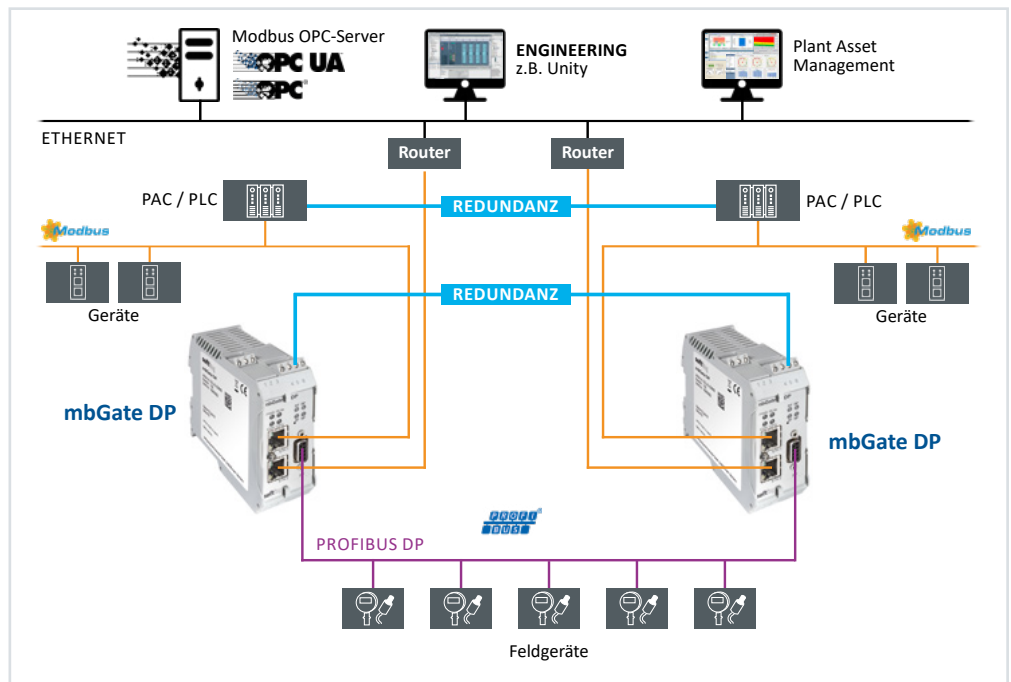 Modbus OPC-Server
OPC UA
OPC
ENGINEERING
z.B. Unity
Plant Asset
Management
ETHERNET
Router
Router
PAC / PLC
REDUNDANZ
PAC / PLC
Modbus
Modbus
REDUNDANZ
Geräte
Geräte
mbGate DP
mbGate DP
PROFI
BUS
PROFIBUS DP
Feldgeräte